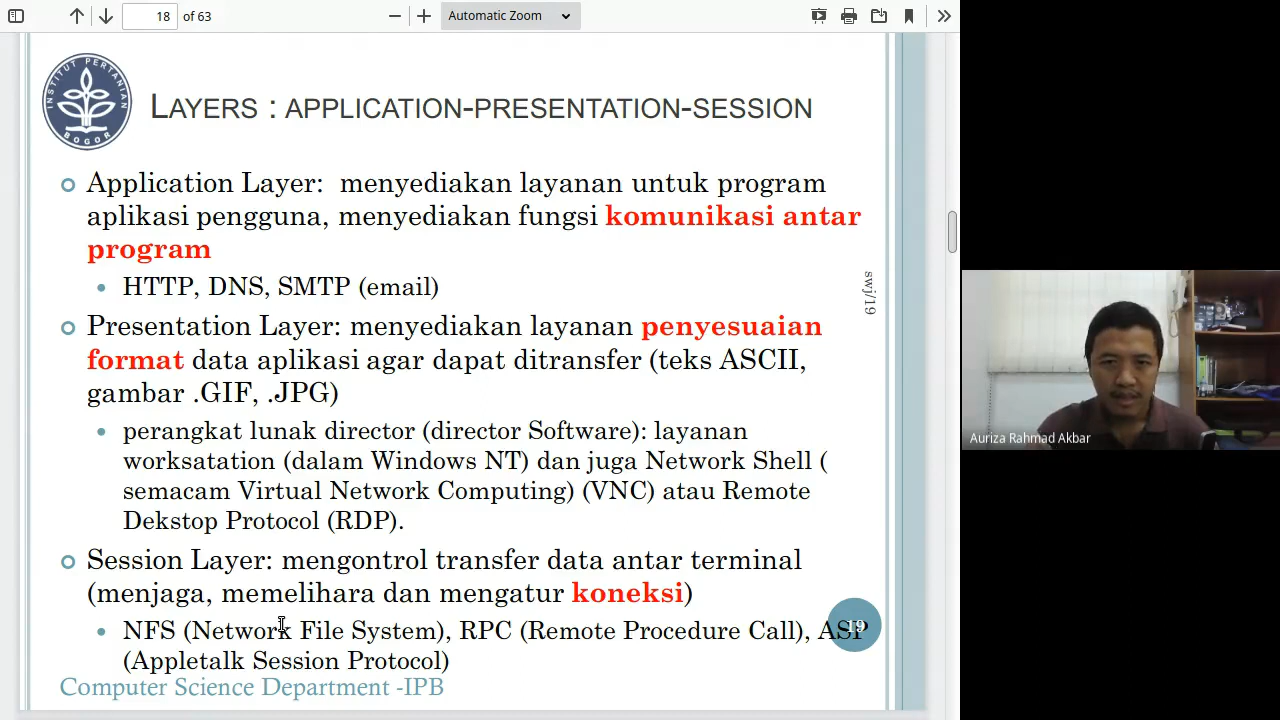 18 of 63
Automatic Zoom
INSTITUT PERTANIAN
BOGOR
LAYERS : APPLICATION-PRESENTATION-SESSION
Application Layer: menyediakan layanan untuk program
aplikasi pengguna, menyediakan fungsi komunikasi antar
program
HTTP, DNS, SMTP (email)
swj/19
Presentation Layer: menyediakan layanan penyesuaian
format data aplikasi agar dapat ditransfer (teks ASCII,
gambar .GIF, .JPG)
perangkat lunak director (director Software): layanan
worksatation (dalam Windows NT) dan juga Network Shell (
semacam Virtual Network Computing) (VNC) atau Remote
Dekstop Protocol (RDP).
Session Layer: mengontrol transfer data antar terminal
(menjaga, memelihara dan mengatur koneksi)
NFS (Network File System), RPC (Remote Procedure Call), ASP
(Appletalk Session Protocol)
19
Computer Science Department -IPB
Auriza Rahmad Akbar